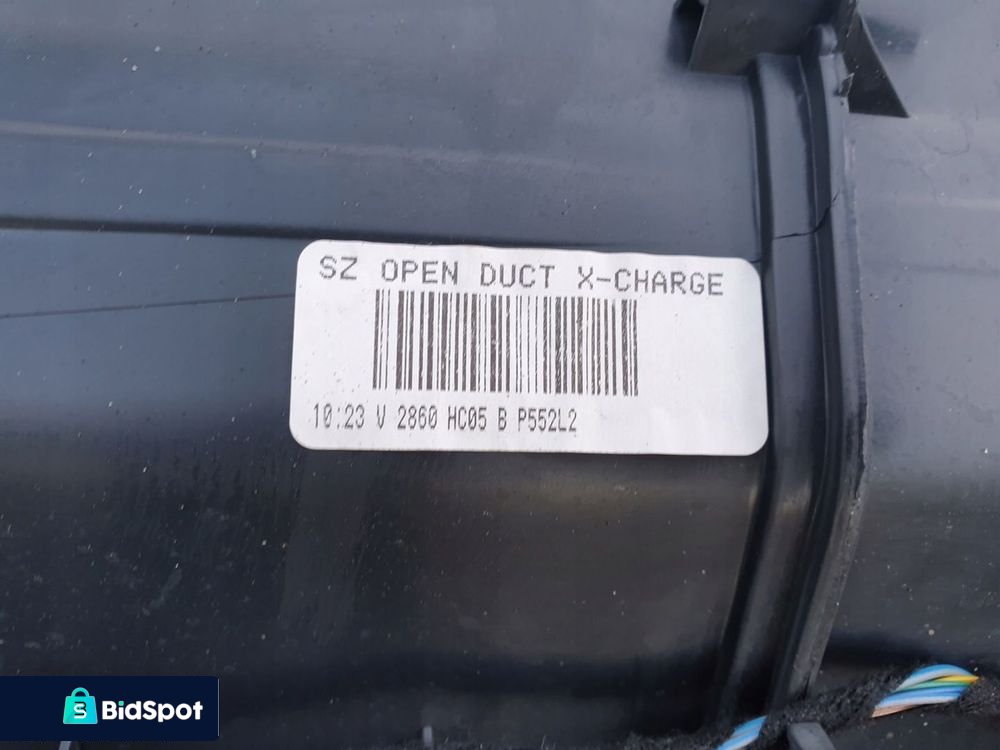 SZ OPEN DUCT X-CHARGE
10:23 V 2860 HC05 B P552L2
BidSpot